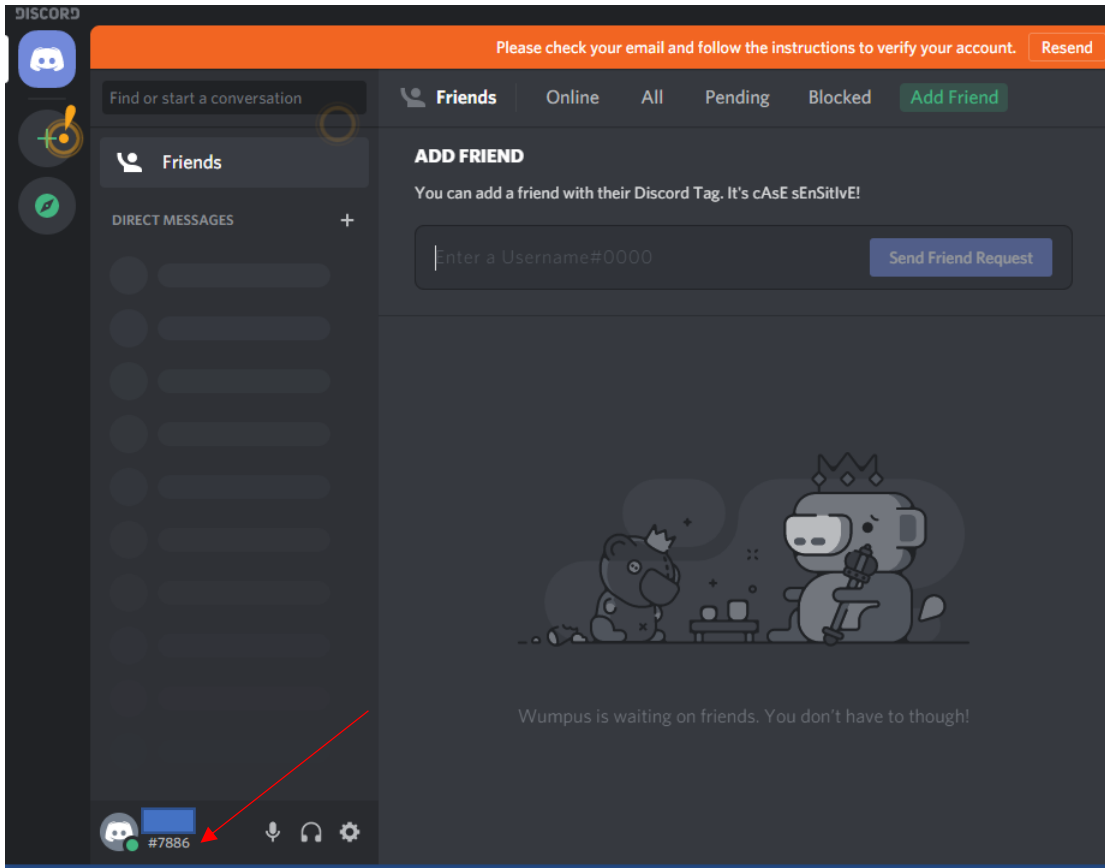 DISCORD
Please check your email and follow the instructions to verify your account. Resend
Find or start a conversation
Friends Online All Pending Blocked Add Friend
Friends
DIRECT MESSAGES
ADD FRIEND
You can add a friend with their Discord Tag. It's cAsE sEnSitIvE!
Enter a Username#0000 Send Friend Request
Wumpus is waiting on friends. You don't have to though!
#7886